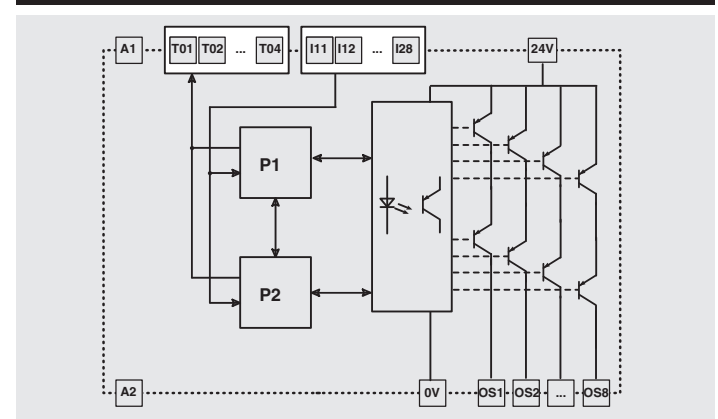 A1 T01 T02 ... T04 I11 I12 ... I28 24V
P1
P2
A2 0V OS1 OS2 ... OS8